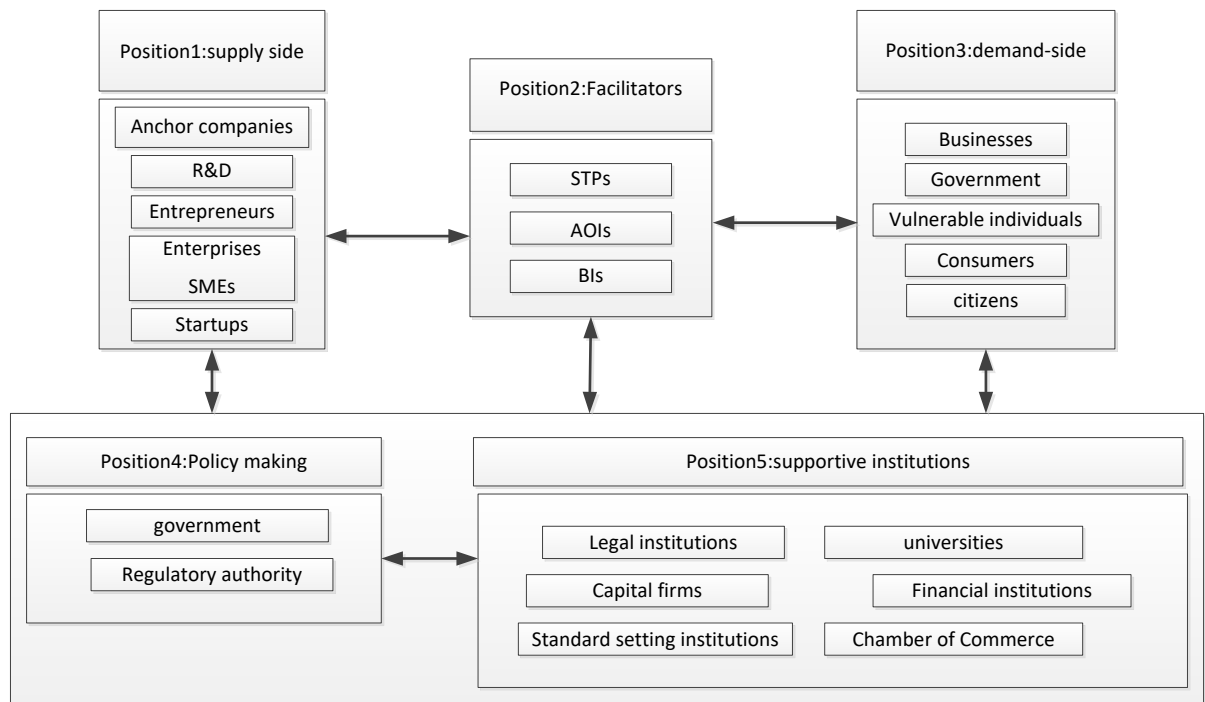 Position1:supply side
Anchor companies
R&D
Entrepreneurs
Enterprises
SMEs
Startups
Position2:Facilitators
STPs
AOIs
BIs
Position3:demand-side
Businesses
Government
Vulnerable individuals
Consumers
citizens
Position4:Policy making
government
Regulatory authority
Position5:supportive institutions
Legal institutions
universities
Capital firms
Financial institutions
Standard setting institutions
Chamber of Commerce